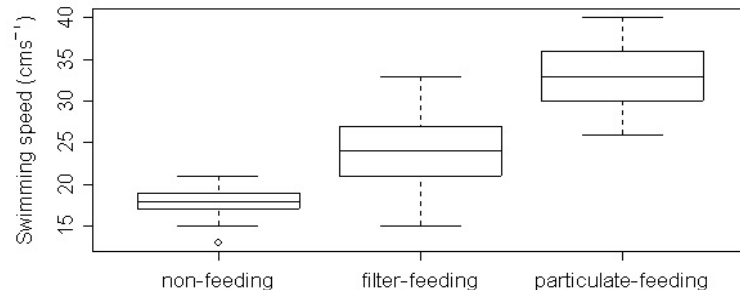 Swimming speed (cms⁻¹)
40
35
30
25
20
15
non-feeding
filter-feeding
particulate-feeding